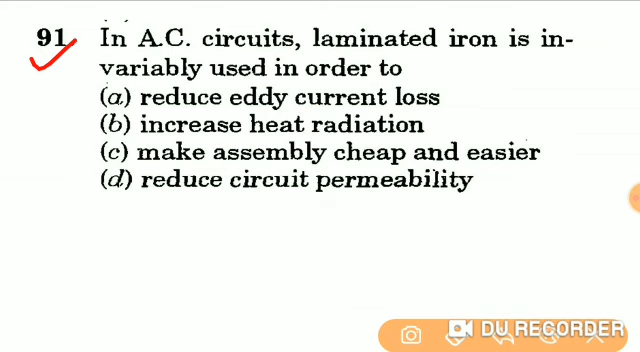 91. In A.C. circuits, laminated iron is in-
variably used in order to
(a) reduce eddy current loss
(b) increase heat radiation
(c) make assembly cheap and easier
(d) reduce circuit permeability
DU RECORDER